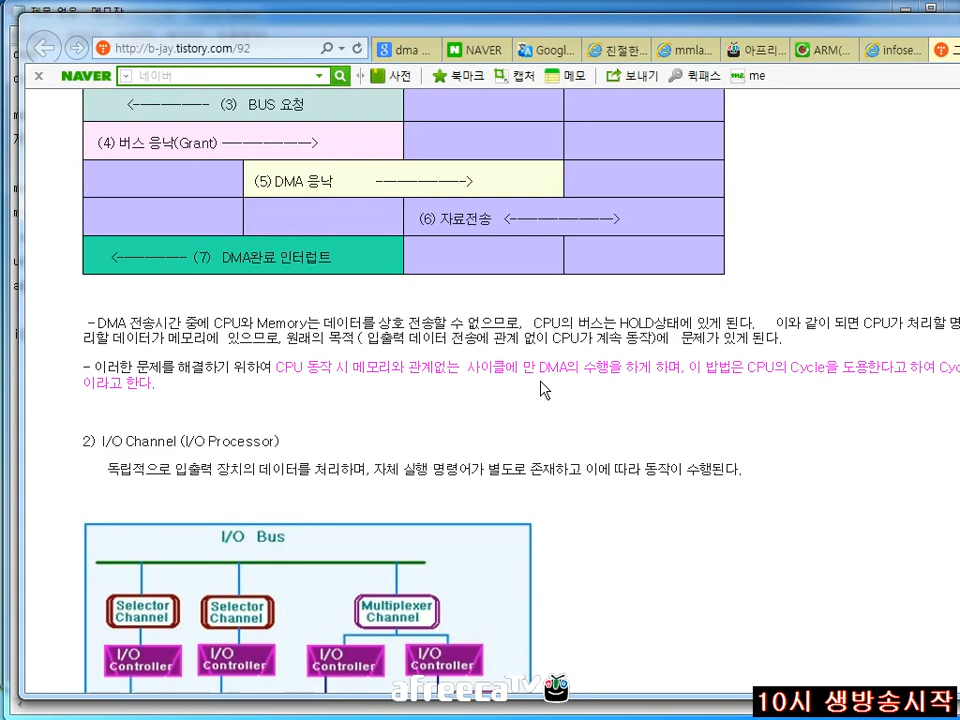 제목 없음 - 메모장
http://b-jay.tistory.com/92
dma ...
NAVER
Googl...
친절한...
mmla...
아프리...
ARM(...
infose...
NAVER
네이버
사전
북마크
캡처
메모
보내기
퀵패스
me
me
<-------- (3) BUS 요청
(4) 버스 응낙(Grant) ---------->
(5) DMA 응낙 ---------->
(6) 자료전송 <----------->
<-------- (7) DMA완료 인터럽트
-DMA 전송시간 중에 CPU와 Memory는 데이터를 상호 전송할 수 없으므로, CPU의 버스는 HOLD상태에 있게 된다. 이와 같이 되면 CPU가 처리할 명
리할 데이터가 메모리에 있으므로, 원래의 목적 ( 입출력 데이터 전송에 관계 없이 CPU가 계속 동작)에 문제가 있게 된다.
- 이러한 문제를 해결하기 위하여 CPU 동작 시 메모리와 관계없는 사이클에 만 DMA의 수행을 하게 하며, 이 밥법은 CPU의 Cycle을 도용한다고 하여 Cyc
이라고 한다.
2) I/O Channel (I/O Processor)
독립적으로 입출력 장치의 데이터를 처리하며, 자체 실행 명령어가 별도로 존재하고 이에 따라 동작이 수행된다.
I/O Bus
Selector Channel
Selector Channel
Multiplexer Channel
I/O Controller
I/O Controller
I/O Controller
I/O Controller
afreecaTV
10시 생방송시작